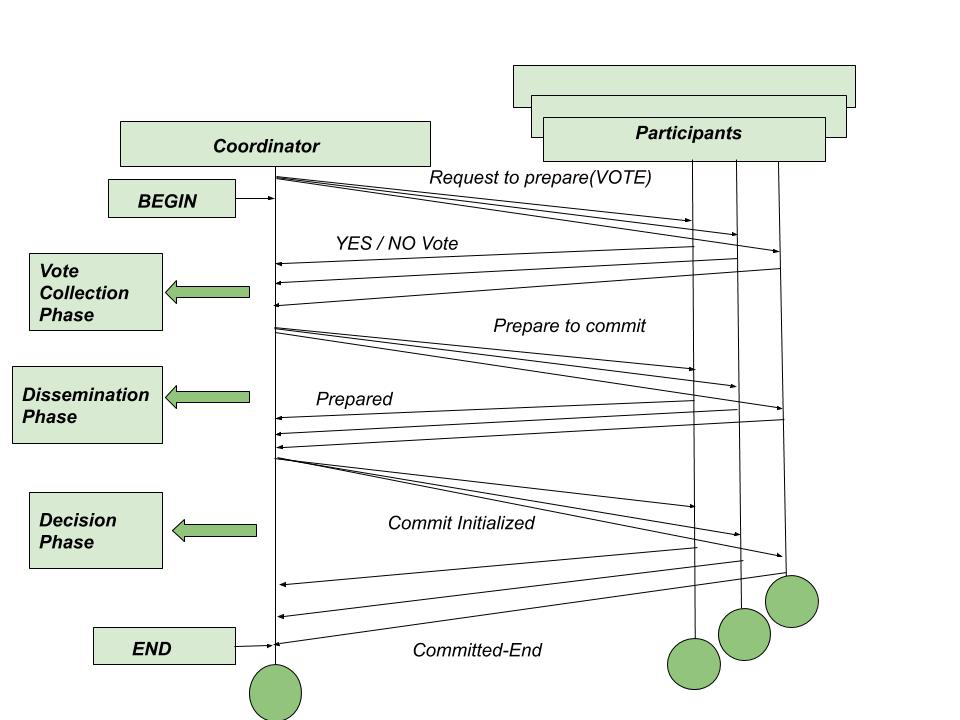 Participants
Coordinator
Request to prepare(VOTE)
BEGIN
YES / NO Vote
Vote
Collection
Phase
Prepare to commit
Dissemination
Phase
Prepared
Decision
Phase
Commit Initialized
END
Committed-End